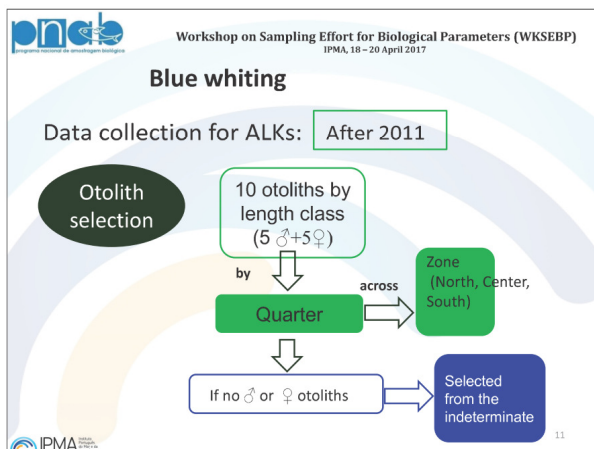 pnab
programa nacional de amostragem biológica
Workshop on Sampling Effort for Biological Parameters (WKSEBP)
IPMA, 18 – 20 April 2017
Blue whiting
Data collection for ALKs:
After 2011
Otolith
selection
10 otoliths by
length class
(5 ♂+5♀)
by
across
Zone
(North, Center,
South)
Quarter
If no ♂ or ♀ otoliths
Selected
from the
indeterminate
11
IPMA